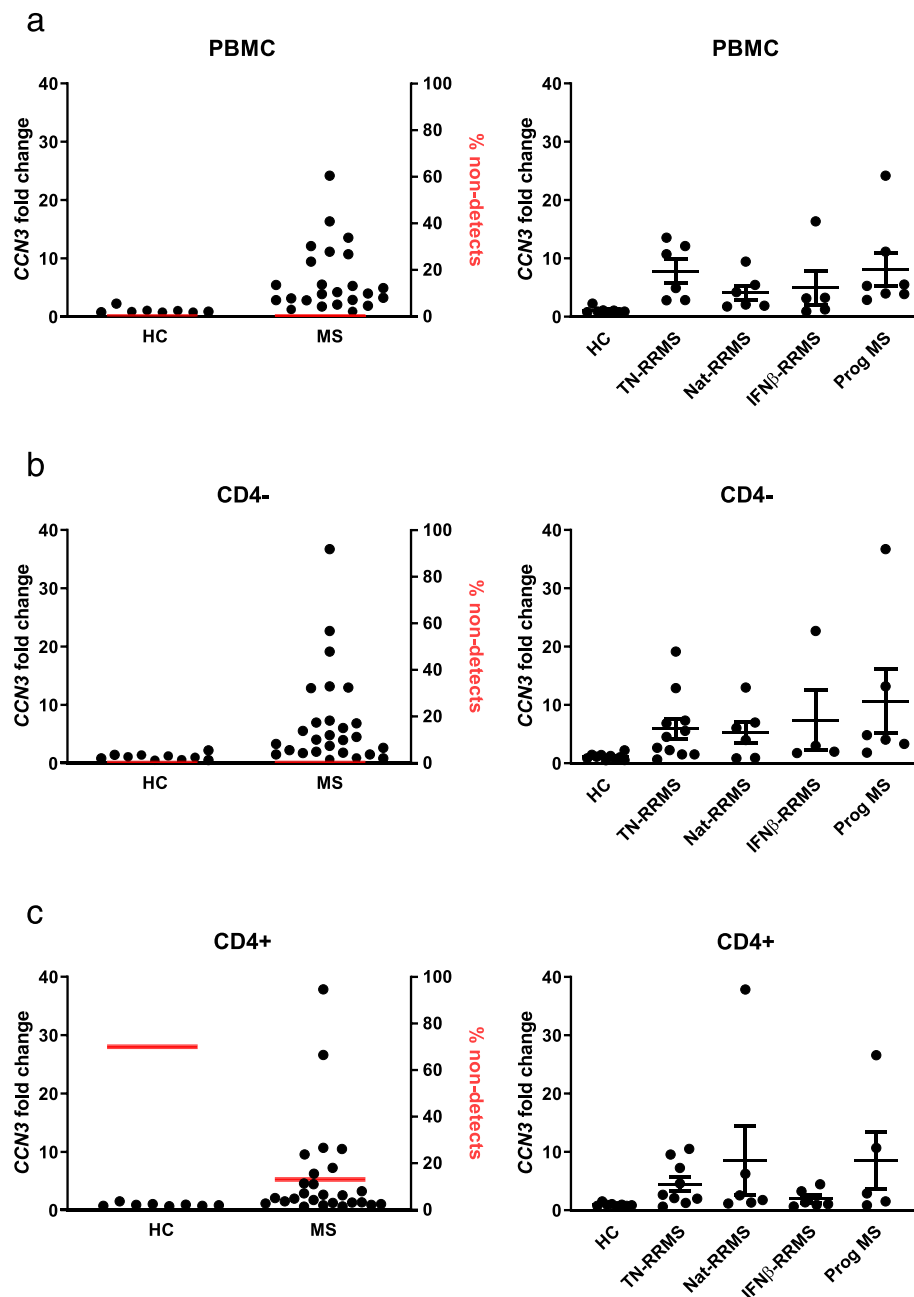 a
PBMC
PBMC
40
30
20
10
0
CCN3 fold change
100
80
60
40
20
0
% non-detects
HC
MS
40
30
20
10
0
CCN3 fold change
HC
TN-RRMS
Nat-RRMS
IFNβ-RRMS
Prog MS
b
CD4-
CD4-
40
30
20
10
0
CCN3 fold change
100
80
60
40
20
0
% non-detects
HC
MS
40
30
20
10
0
CCN3 fold change
HC
TN-RRMS
Nat-RRMS
IFNβ-RRMS
Prog MS
c
CD4+
CD4+
40
30
20
10
0
CCN3 fold change
100
80
60
40
20
0
% non-detects
HC
MS
40
30
20
10
0
CCN3 fold change
HC
TN-RRMS
Nat-RRMS
IFNβ-RRMS
Prog MS